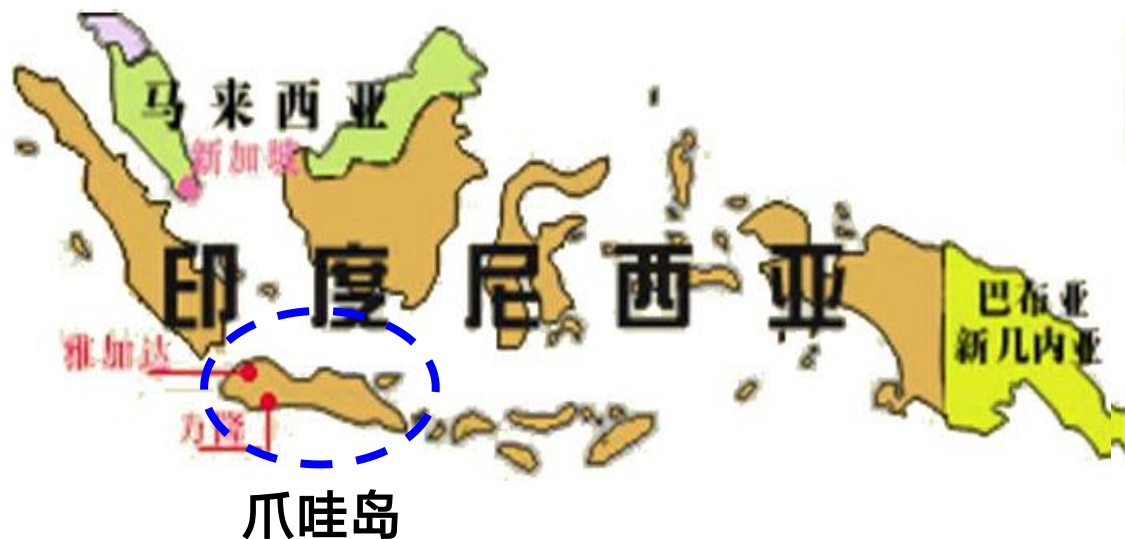 马来西亚
新加坡
印度尼西亚
巴布亚
新几内亚
雅加达
万隆
爪哇岛